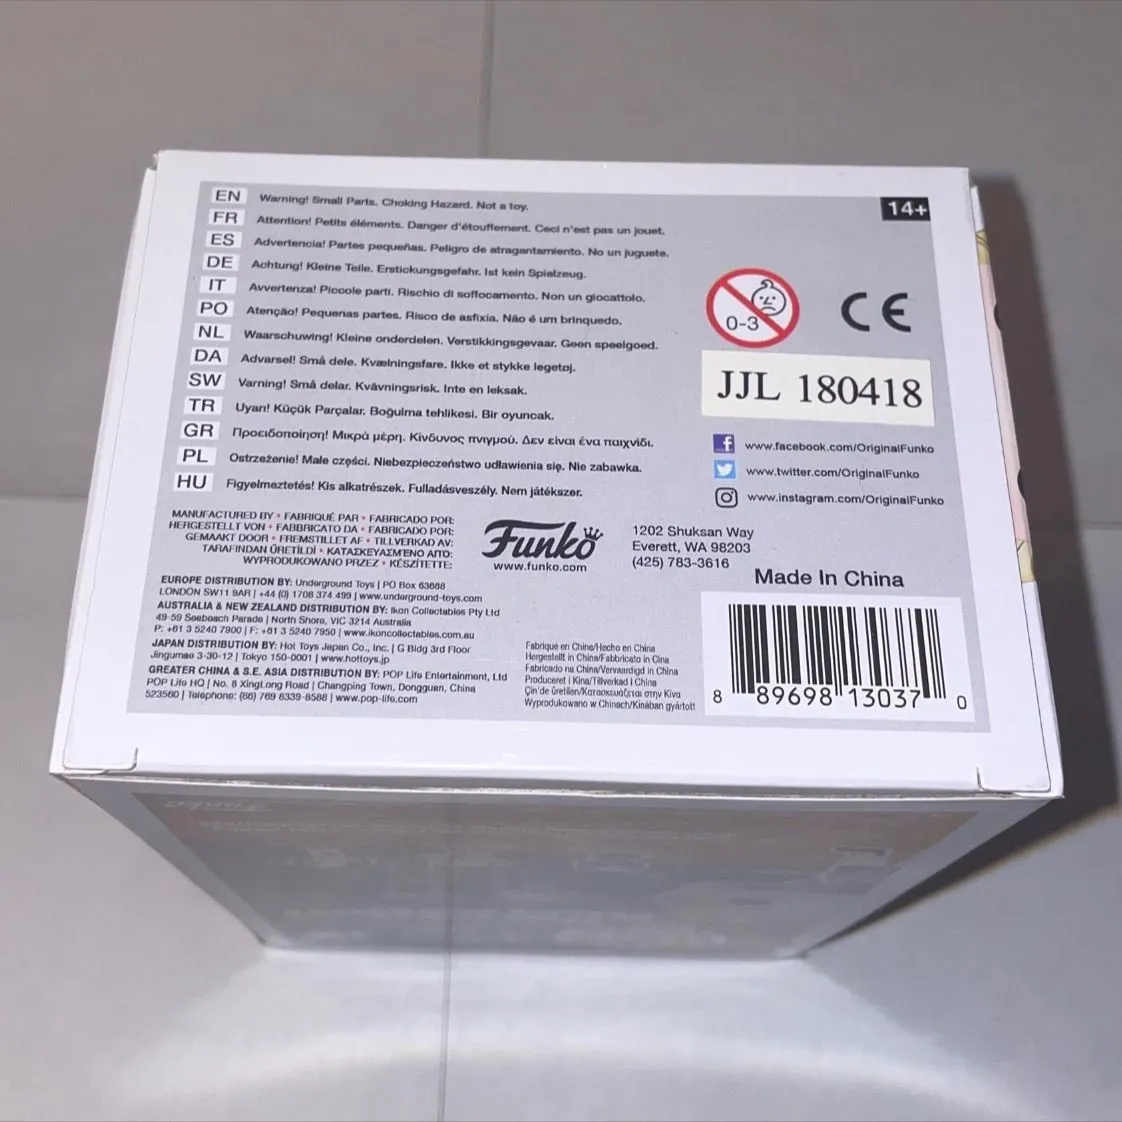 EN Warning! Small Parts. Choking Hazard. Not a toy.
FR Attention! Petits éléments. Danger d'étouffement. Ceci n'est pas un jouet.
ES Advertencia! Partes pequeñas. Peligro de atragantamiento. No un juguete.
DE Achtung! Kleine Teile. Erstickungsgefahr. Ist kein Spielzeug.
IT Avvertenza! Piccole parti. Rischio di soffocamento. Non un giocattolo.
PO Atenção! Pequenas partes. Risco de asfixia. Não é um brinquedo.
NL Waarschuwing! Kleine onderdelen. Verstikkingsgevaar. Geen speelgoed.
DA Advarsel! Små dele. Kvælningsfare. Ikke et stykke legetøj.
SW Varning! Små delar. Kvävningsrisk. Inte en leksak.
TR Uyarı! Küçük Parçalar. Boğulma tehlikesi. Bir oyuncak.
GR Προειδοποίηση! Μικρά μέρη. Κίνδυνος πνιγμού. Δεν είναι ένα παιχνίδι.
PL Ostrzeżenie! Małe części. Niebezpieczeństwo udławienia się. Nie zabawka.
HU Figyelmeztetés! Kis alkatrészek. Fulladásveszély. Nem játékszer.
14+
0-3
CE
JJL 180418
www.facebook.com/OriginalFunko
www.twitter.com/OriginalFunko
www.instagram.com/OriginalFunko
MANUFACTURED BY • FABRIQUÉ PAR • FABRICADO POR:
HERGESTELLT VON • FABBRICATO DA • FABRICADO POR:
GEMAAKT DOOR • FREMSTILLET AF • TILLVERKAD AV:
TARAFINDAN ÜRETİLDİ • ΚΑΤΑΣΚΕΥΑΣΜΈΝΟ ΑΠΌ:
WYPRODUKOWANO PRZEZ • KÉSZÍTETTE:
Funko
www.funko.com
1202 Shuksan Way
Everett, WA 98203
(425) 783-3616
Made In China
EUROPE DISTRIBUTION BY: Underground Toys | PO Box 63668
LONDON SW11 9AR | +44 (0) 1708 374 499 | www.underground-toys.com
AUSTRALIA & NEW ZEALAND DISTRIBUTION BY: Ikon Collectables Pty Ltd
49-59 Seabeach Parade | North Shore, VIC 3214 Australia
P: +61 3 5240 7900 | F: +61 3 5240 7950 | www.ikoncollectables.com.au
JAPAN DISTRIBUTION BY: Hot Toys Japan Co., Inc. | G Bldg 3rd Floor
Jingumae 3-30-12 | Tokyo 150-0001 | www.hottoys.jp
GREATER CHINA & S.E. ASIA DISTRIBUTION BY: POP Life Entertainment, Ltd
POP Life HQ | No. 8 XingLong Road | Changping Town, Dongguan, China
523560 | Telephone: (86) 769 8339-8588 | www.pop-life.com
Fabriqué en Chine/Hecho en China
Hergestellt in China/Fabbricato in Cina
Fabricado na China/Vervaardigd in China
Produceret i Kina/Tillverkad i China
Çin'de üretilen/Κατασκευάζεται στην Κίνα
Wyprodukowano w Chinach/Kínában gyártott
8 89698 13037 0